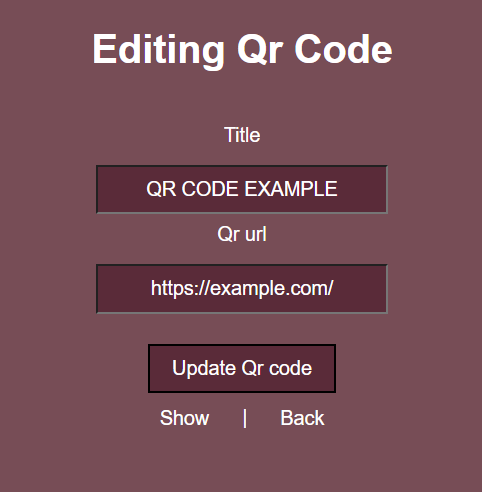 Editing Qr Code
Title
QR CODE EXAMPLE
Qr url
https://example.com/
Update Qr code
Show | Back